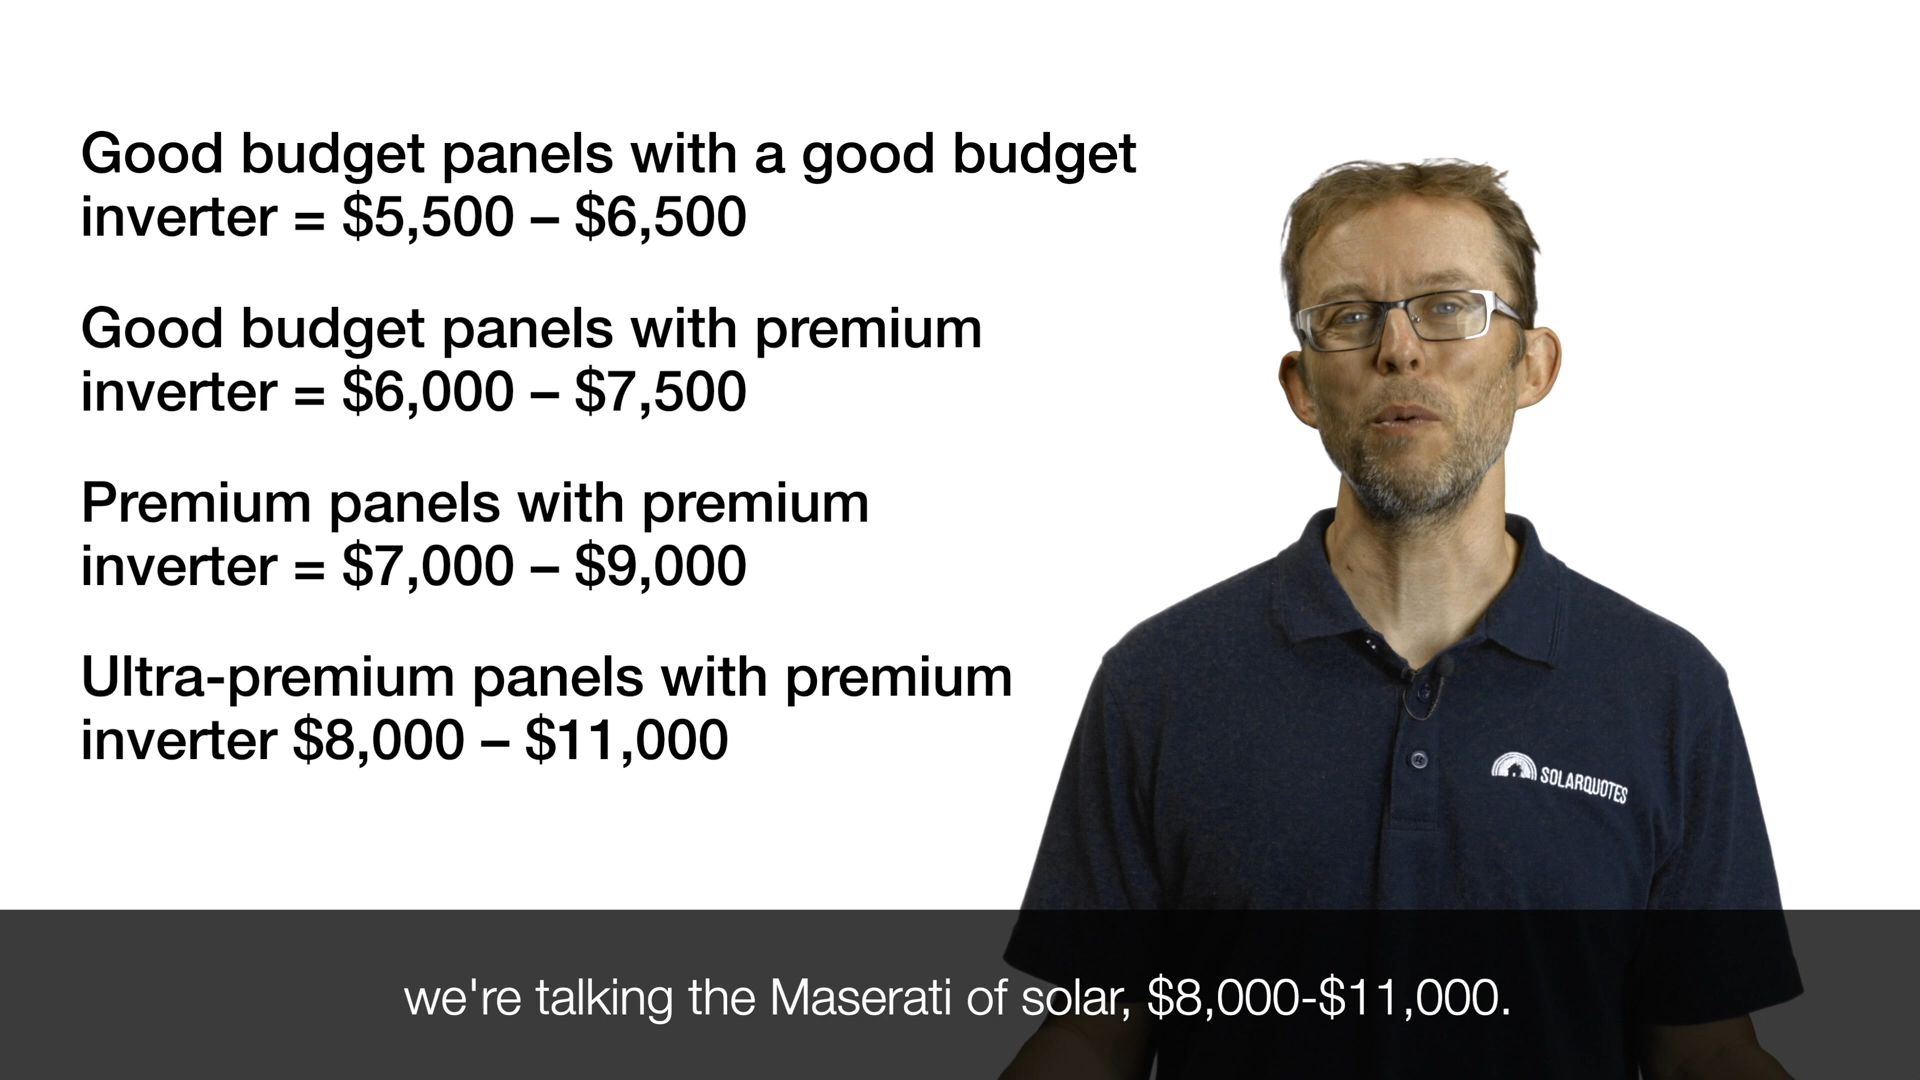 Good budget panels with a good budget
inverter = $5,500 – $6,500
Good budget panels with premium
inverter = $6,000 – $7,500
Premium panels with premium
inverter = $7,000 – $9,000
Ultra-premium panels with premium
inverter $8,000 – $11,000
SOLARQUOTES
we're talking the Maserati of solar, $8,000-$11,000.